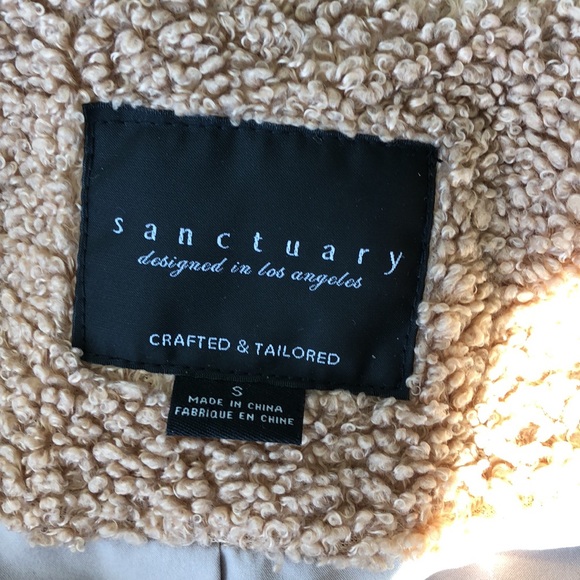 sanctuary
designed in los angeles
CRAFTED & TAILORED
S
MADE IN CHINA
FABRIQUE EN CHINE